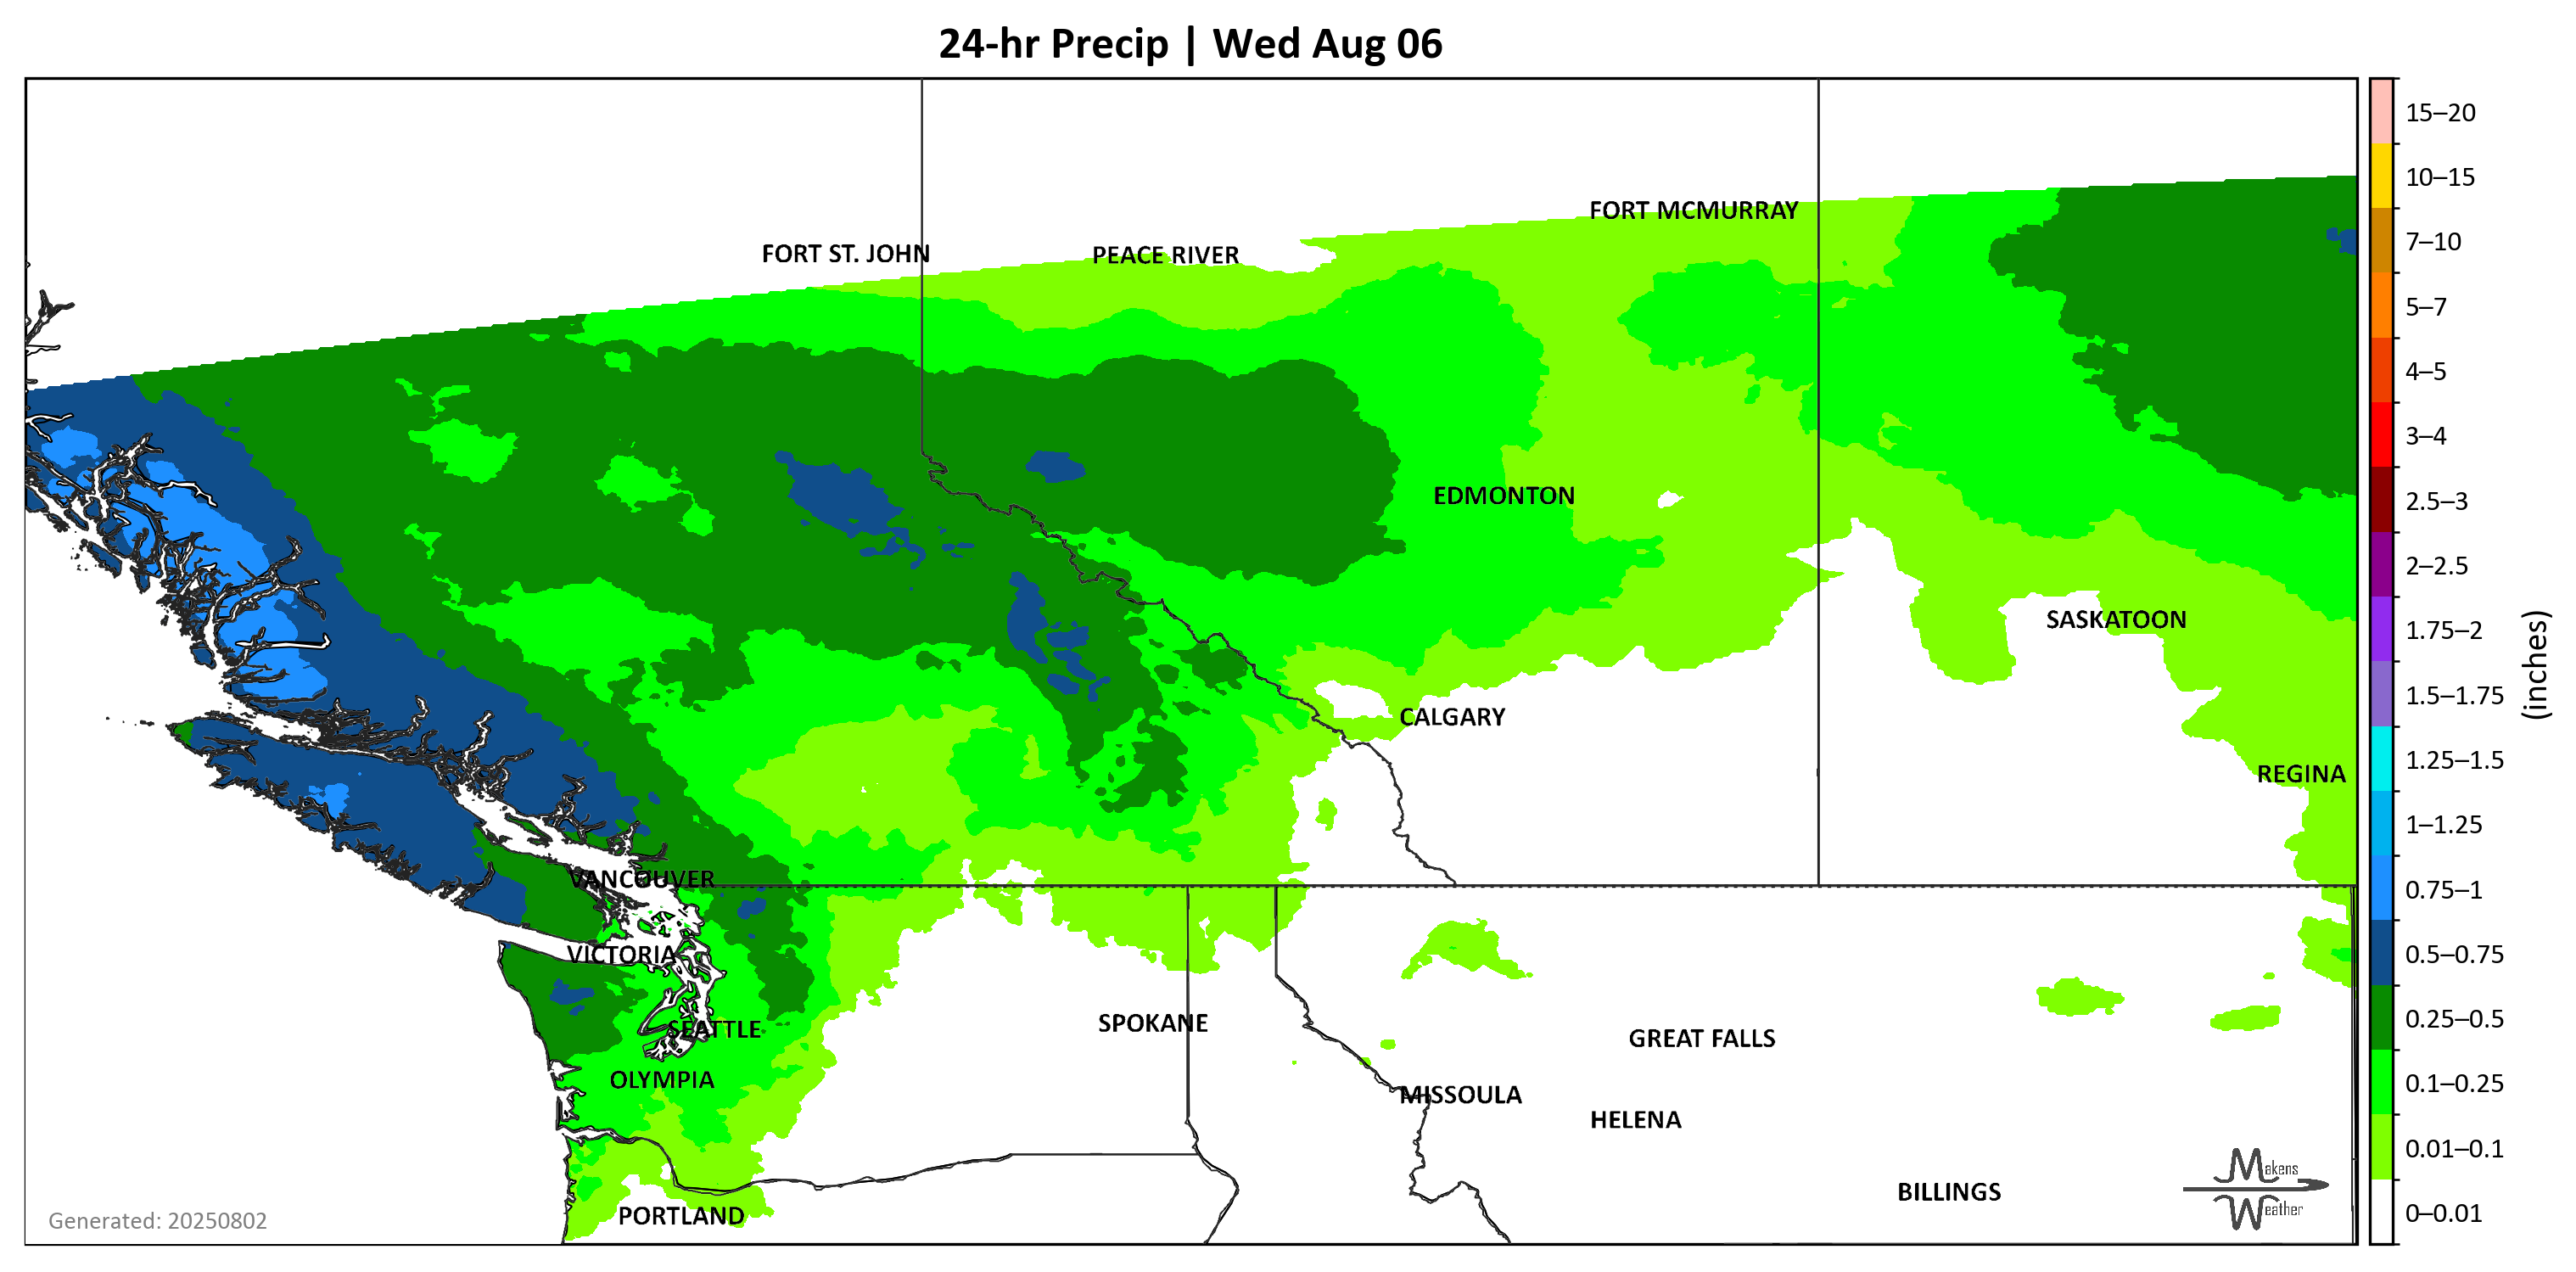 24-hr Precip | Wed Aug 06
15–20
10–15
FORT MCMURRAY
7–10
FORT ST. JOHN
PEACE RIVER
5–7
4–5
3–4
EDMONTON
2.5–3
2–2.5
SASKATOON
1.75–2
(inches)
1.5–1.75
CALGARY
1.25–1.5
REGINA
1–1.25
VANCOUVER
0.75–1
VICTORIA
0.5–0.75
SEATTLE
SPOKANE
0.25–0.5
GREAT FALLS
OLYMPIA
0.1–0.25
MISSOULA
HELENA
0.01–0.1
Makens
BILLINGS
Weather
PORTLAND
Generated: 20250802
0–0.01